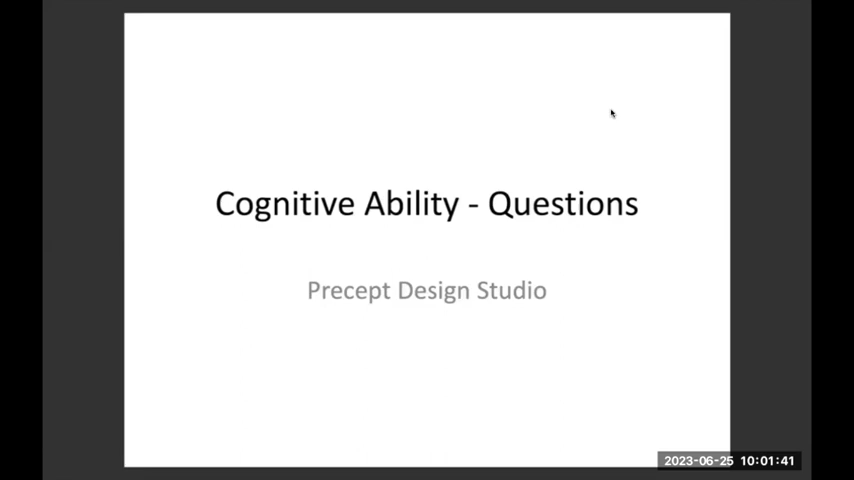 Cognitive Ability - Questions
Precept Design Studio
2023-06-25 10:01:41